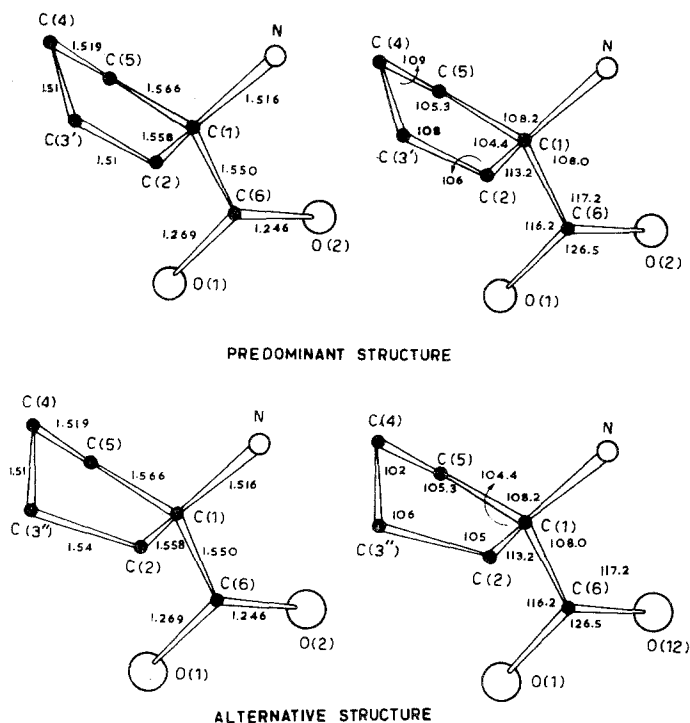 C(4)
N
1.519
C(5)
1.566
1.516
1.51
C(3')
1.558
C(1)
1.51
C(2)
1.550
C(6)
1.269
1.246
O(2)
O(1)
C(4)
N
109
C(5)
105.3
108.2
108
C(1)
C(3')
104.4
108.0
106
113.2
C(2)
117.2
C(6)
116.2
126.5
O(2)
O(1)
PREDOMINANT STRUCTURE
C(4)
N
1.519
C(5)
1.566
1.516
1.51
C(1)
C(3'')
1.54
1.558
C(2)
1.550
C(6)
1.269
1.246
O(2)
O(1)
C(4)
N
102
C(5)
104.4
105.3
108.2
106
C(1)
C(3'')
105
108.0
113.2
C(2)
117.2
C(6)
116.2
126.5
O(12)
O(1)
ALTERNATIVE STRUCTURE